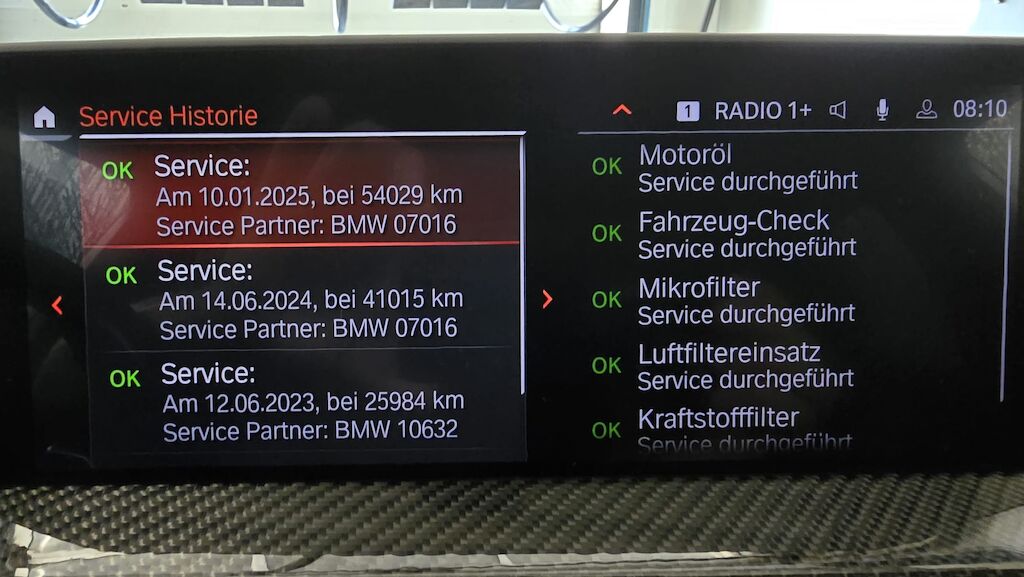 Service Historie
1 RADIO 1+ 08:10
OK Service:
Am 10.01.2025, bei 54029 km
Service Partner: BMW 07016
OK Service:
Am 14.06.2024, bei 41015 km
Service Partner: BMW 07016
OK Service:
Am 12.06.2023, bei 25984 km
Service Partner: BMW 10632
OK Motoröl
Service durchgeführt
OK Fahrzeug-Check
Service durchgeführt
OK Mikrofilter
Service durchgeführt
OK Luftfiltereinsatz
Service durchgeführt
OK Kraftstofffilter
Service durchgeführt